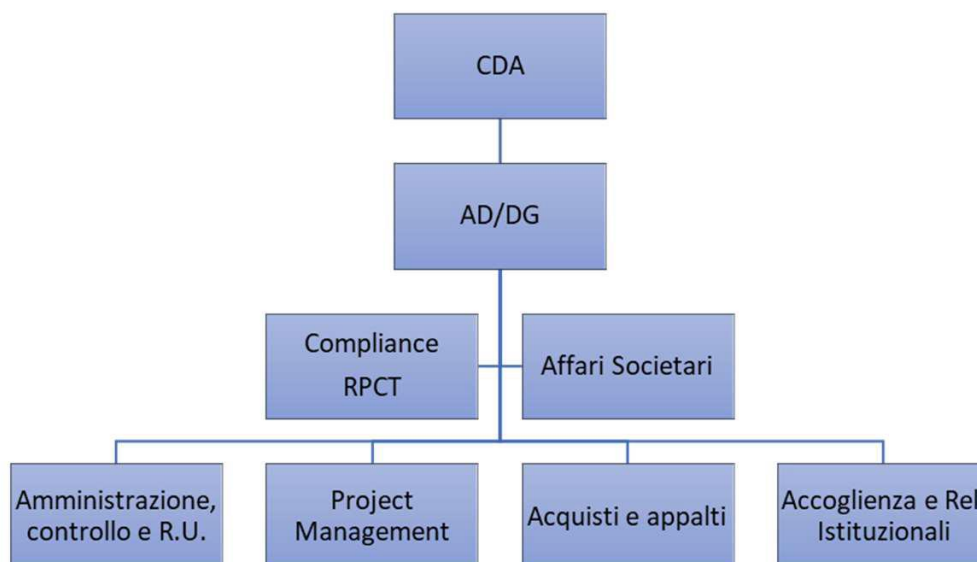 CDA
AD/DG
Compliance
RPCT
Affari Societari
Amministrazione,
controllo e R.U.
Project
Management
Acquisti e appalti
Accoglienza e Rel
Istituzionali